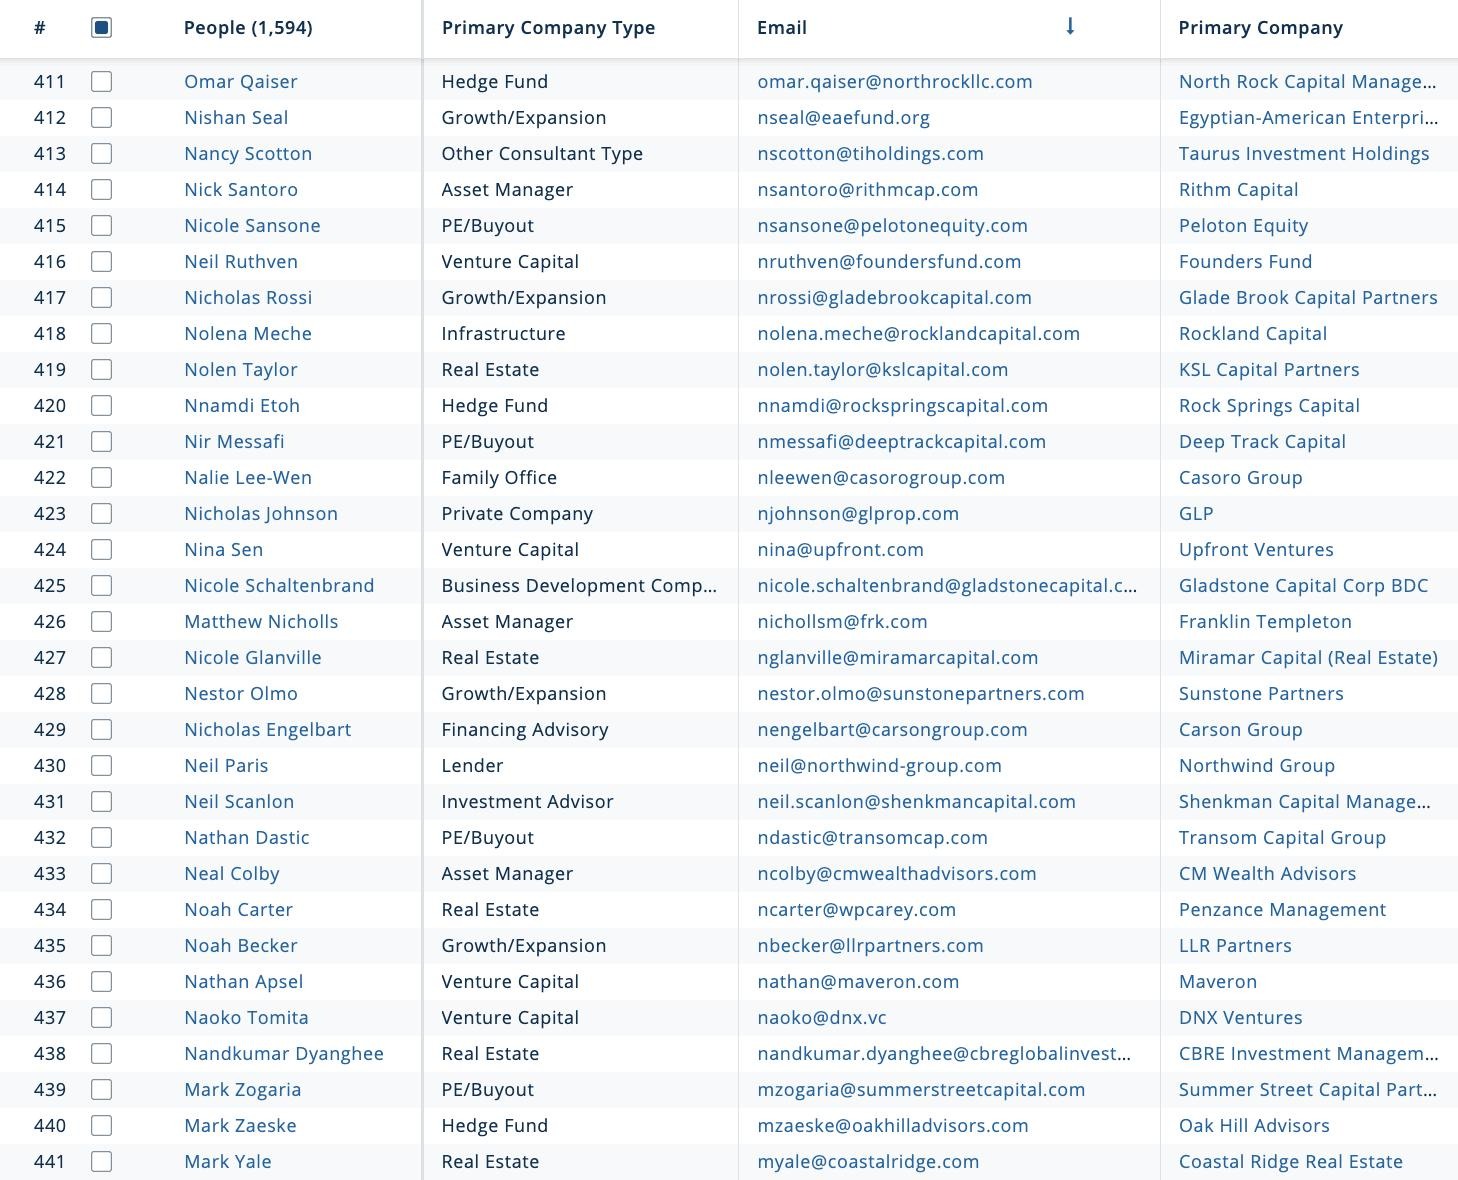 # People (1,594) Primary Company Type Email ↓ Primary Company
411 Omar Qaiser Hedge Fund omar.qaiser@northrockllc.com North Rock Capital Manage...
412 Nishan Seal Growth/Expansion nseal@eaefund.org Egyptian-American Enterpri...
413 Nancy Scotton Other Consultant Type nscotton@tiholdings.com Taurus Investment Holdings
414 Nick Santoro Asset Manager nsantoro@rithmcap.com Rithm Capital
415 Nicole Sansone PE/Buyout nsansone@pelotonequity.com Peloton Equity
416 Neil Ruthven Venture Capital nruthven@foundersfund.com Founders Fund
417 Nicholas Rossi Growth/Expansion nrossi@gladebrookcapital.com Glade Brook Capital Partners
418 Nolena Meche Infrastructure nolena.meche@rocklandcapital.com Rockland Capital
419 Nolen Taylor Real Estate nolen.taylor@kslcapital.com KSL Capital Partners
420 Nnamdi Etoh Hedge Fund nnamdi@rockspringscapital.com Rock Springs Capital
421 Nir Messafi PE/Buyout nmessafi@deeptrackcapital.com Deep Track Capital
422 Nalie Lee-Wen Family Office nleewen@casorogroup.com Casoro Group
423 Nicholas Johnson Private Company njohnson@glprop.com GLP
424 Nina Sen Venture Capital nina@upfront.com Upfront Ventures
425 Nicole Schaltenbrand Business Development Comp... nicole.schaltenbrand@gladstonecapital.c... Gladstone Capital Corp BDC
426 Matthew Nicholls Asset Manager nichollsm@frk.com Franklin Templeton
427 Nicole Glanville Real Estate nglanville@miramarcapital.com Miramar Capital (Real Estate)
428 Nestor Olmo Growth/Expansion nestor.olmo@sunstonepartners.com Sunstone Partners
429 Nicholas Engelbart Financing Advisory nengelbart@carsongroup.com Carson Group
430 Neil Paris Lender neil@northwind-group.com Northwind Group
431 Neil Scanlon Investment Advisor neil.scanlon@shenkmancapital.com Shenkman Capital Manage...
432 Nathan Dastic PE/Buyout ndastic@transomcap.com Transom Capital Group
433 Neal Colby Asset Manager ncolby@cmwealthadvisors.com CM Wealth Advisors
434 Noah Carter Real Estate ncarter@wpcarey.com Penzance Management
435 Noah Becker Growth/Expansion nbecker@llrpartners.com LLR Partners
436 Nathan Apsel Venture Capital nathan@maveron.com Maveron
437 Naoko Tomita Venture Capital naoko@dnx.vc DNX Ventures
438 Nandkumar Dyanghee Real Estate nandkumar.dyanghee@cbreglobalinvest... CBRE Investment Managem...
439 Mark Zogaria PE/Buyout mzogaria@summerstreetcapital.com Summer Street Capital Part...
440 Mark Zaeske Hedge Fund mzaeske@oakhilladvisors.com Oak Hill Advisors
441 Mark Yale Real Estate myale@coastalridge.com Coastal Ridge Real Estate